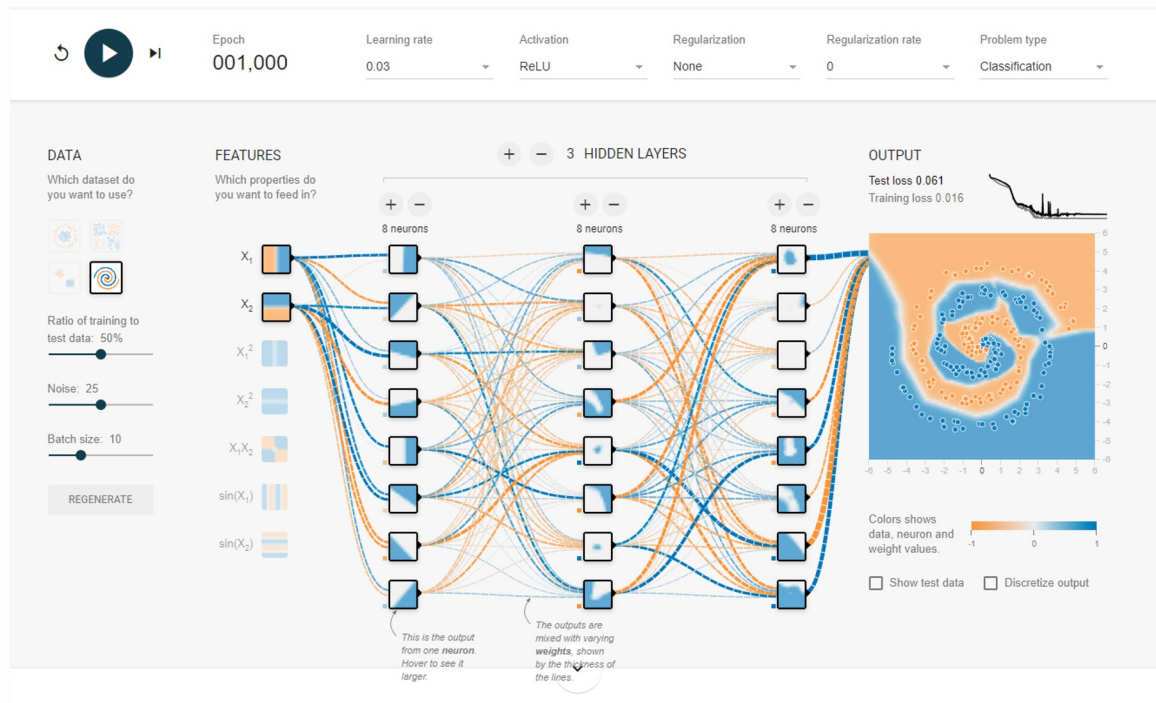 Epoch
001,000
Learning rate
0.03
Activation
ReLU
Regularization
None
Regularization rate
0
Problem type
Classification
DATA
Which dataset do
you want to use?
Ratio of training to
test data: 50%
Noise: 25
Batch size: 10
REGENERATE
FEATURES
Which properties do
you want to feed in?
X₁
X₂
X₁²
X₂²
X₁X₂
sin(X₁)
sin(X₂)
+ − 3 HIDDEN LAYERS
+ −
8 neurons
+ −
8 neurons
+ −
8 neurons
This is the output
from one neuron.
Hover to see it
larger.
The outputs are
mixed with varying
weights, shown
by the thickness of
the lines.
OUTPUT
Test loss 0.061
Training loss 0.016
6
5
4
3
2
1
0
-1
-2
-3
-4
-5
-6
-6 -5 -4 -3 -2 -1 0 1 2 3 4 5 6
Colors shows
data, neuron and
weight values.
-1 0 1
Show test data
Discretize output